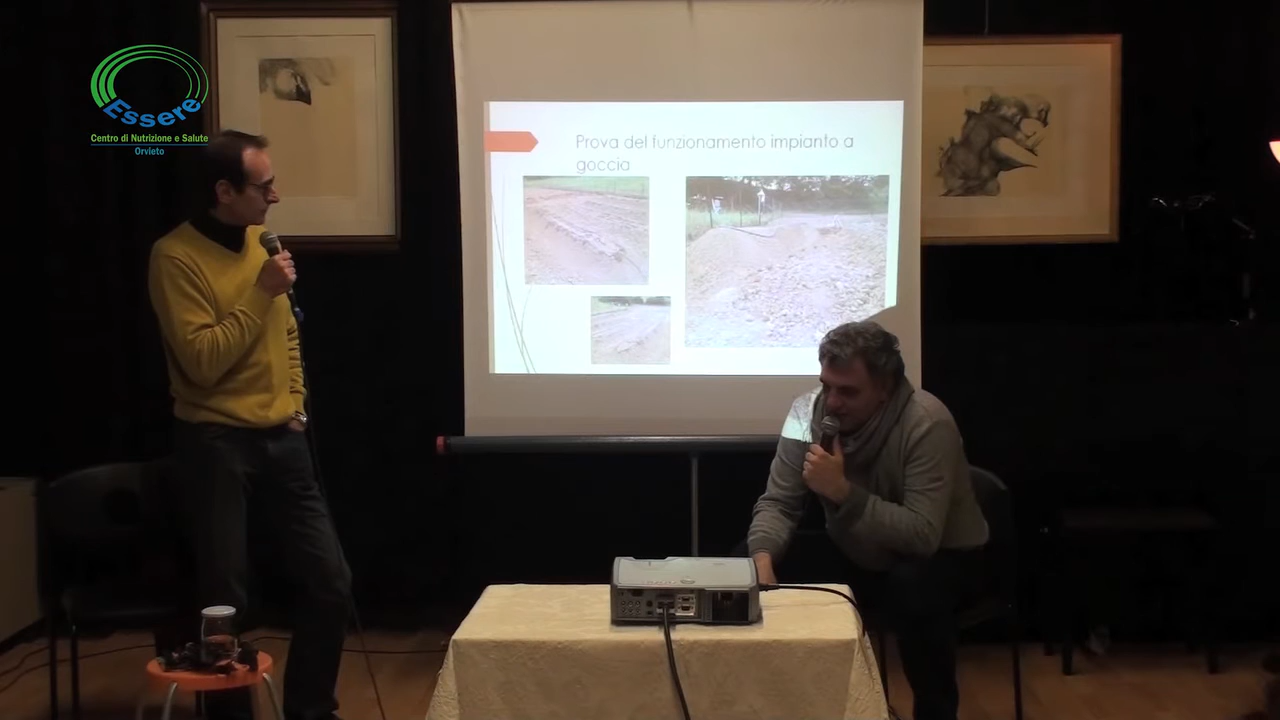 Essere
Centro di Nutrizione e Salute
Orvieto
Prova del funzionamento impianto a
goccia